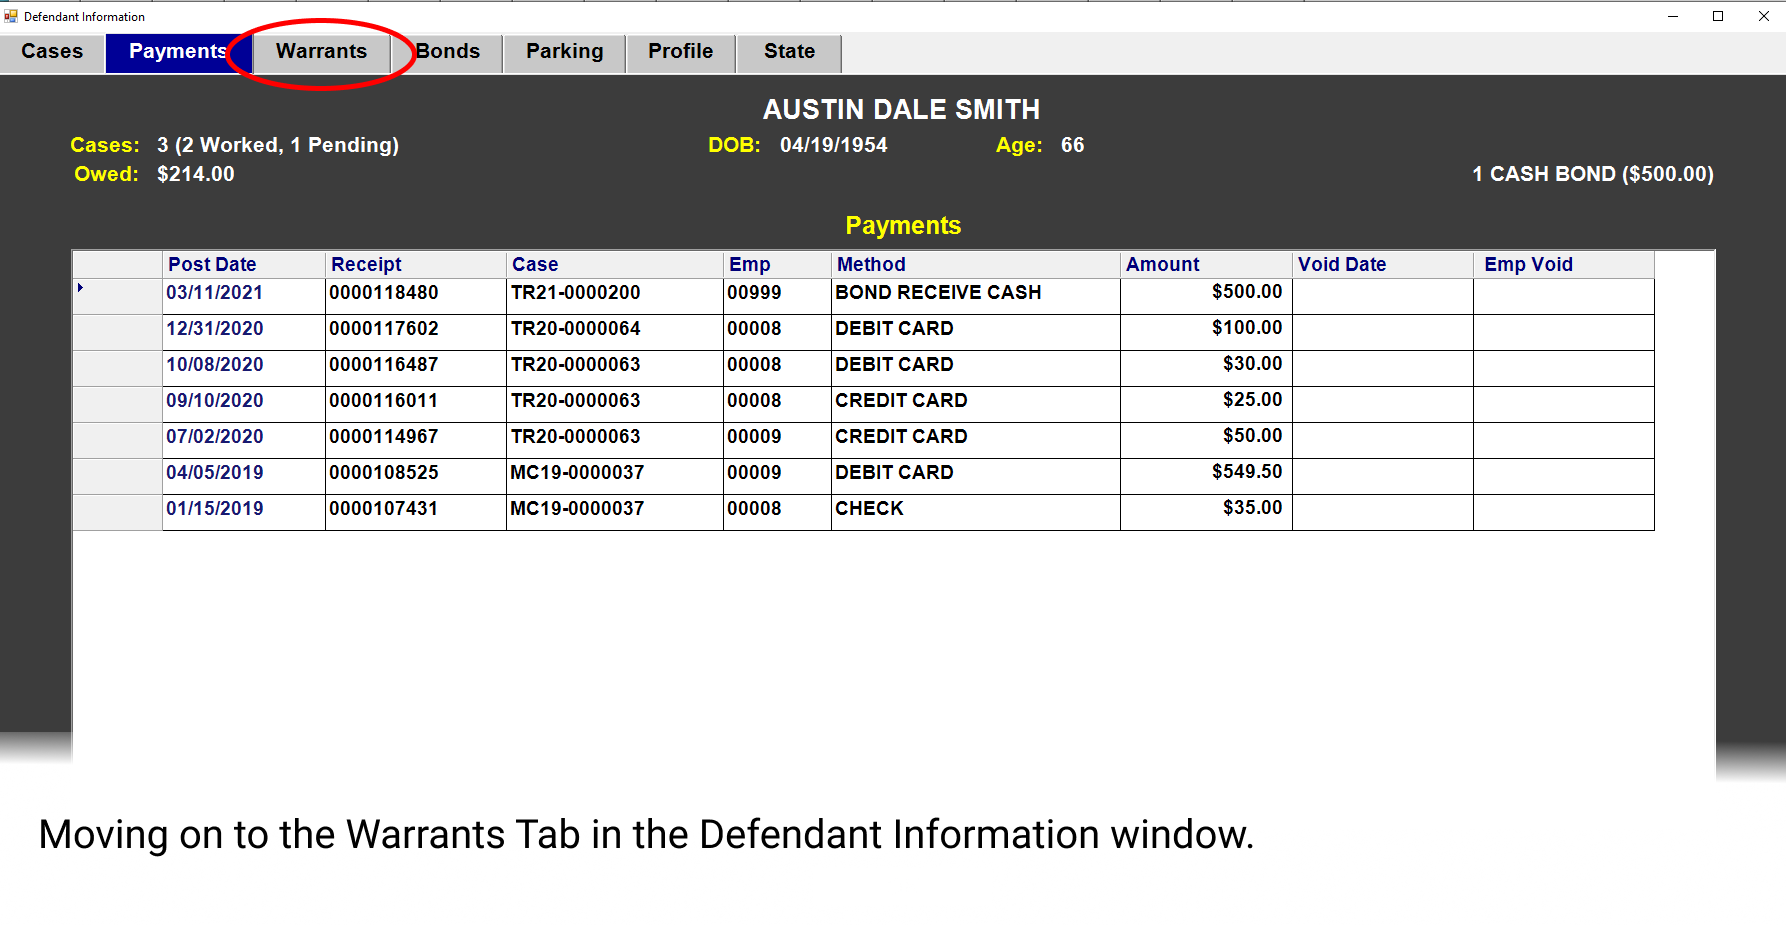 Defendant Information
Cases Payments Warrants Bonds Parking Profile State
AUSTIN DALE SMITH
Cases: 3 (2 Worked, 1 Pending) DOB: 04/19/1954 Age: 66
Owed: $214.00 1 CASH BOND ($500.00)
Payments
Post Date Receipt Case Emp Method Amount Void Date Emp Void
03/11/2021 0000118480 TR21-0000200 00999 BOND RECEIVE CASH $500.00
12/31/2020 0000117602 TR20-0000064 00008 DEBIT CARD $100.00
10/08/2020 0000116487 TR20-0000063 00008 DEBIT CARD $30.00
09/10/2020 0000116011 TR20-0000063 00008 CREDIT CARD $25.00
07/02/2020 0000114967 TR20-0000063 00009 CREDIT CARD $50.00
04/05/2019 0000108525 MC19-0000037 00009 DEBIT CARD $549.50
01/15/2019 0000107431 MC19-0000037 00008 CHECK $35.00
Moving on to the Warrants Tab in the Defendant Information window.